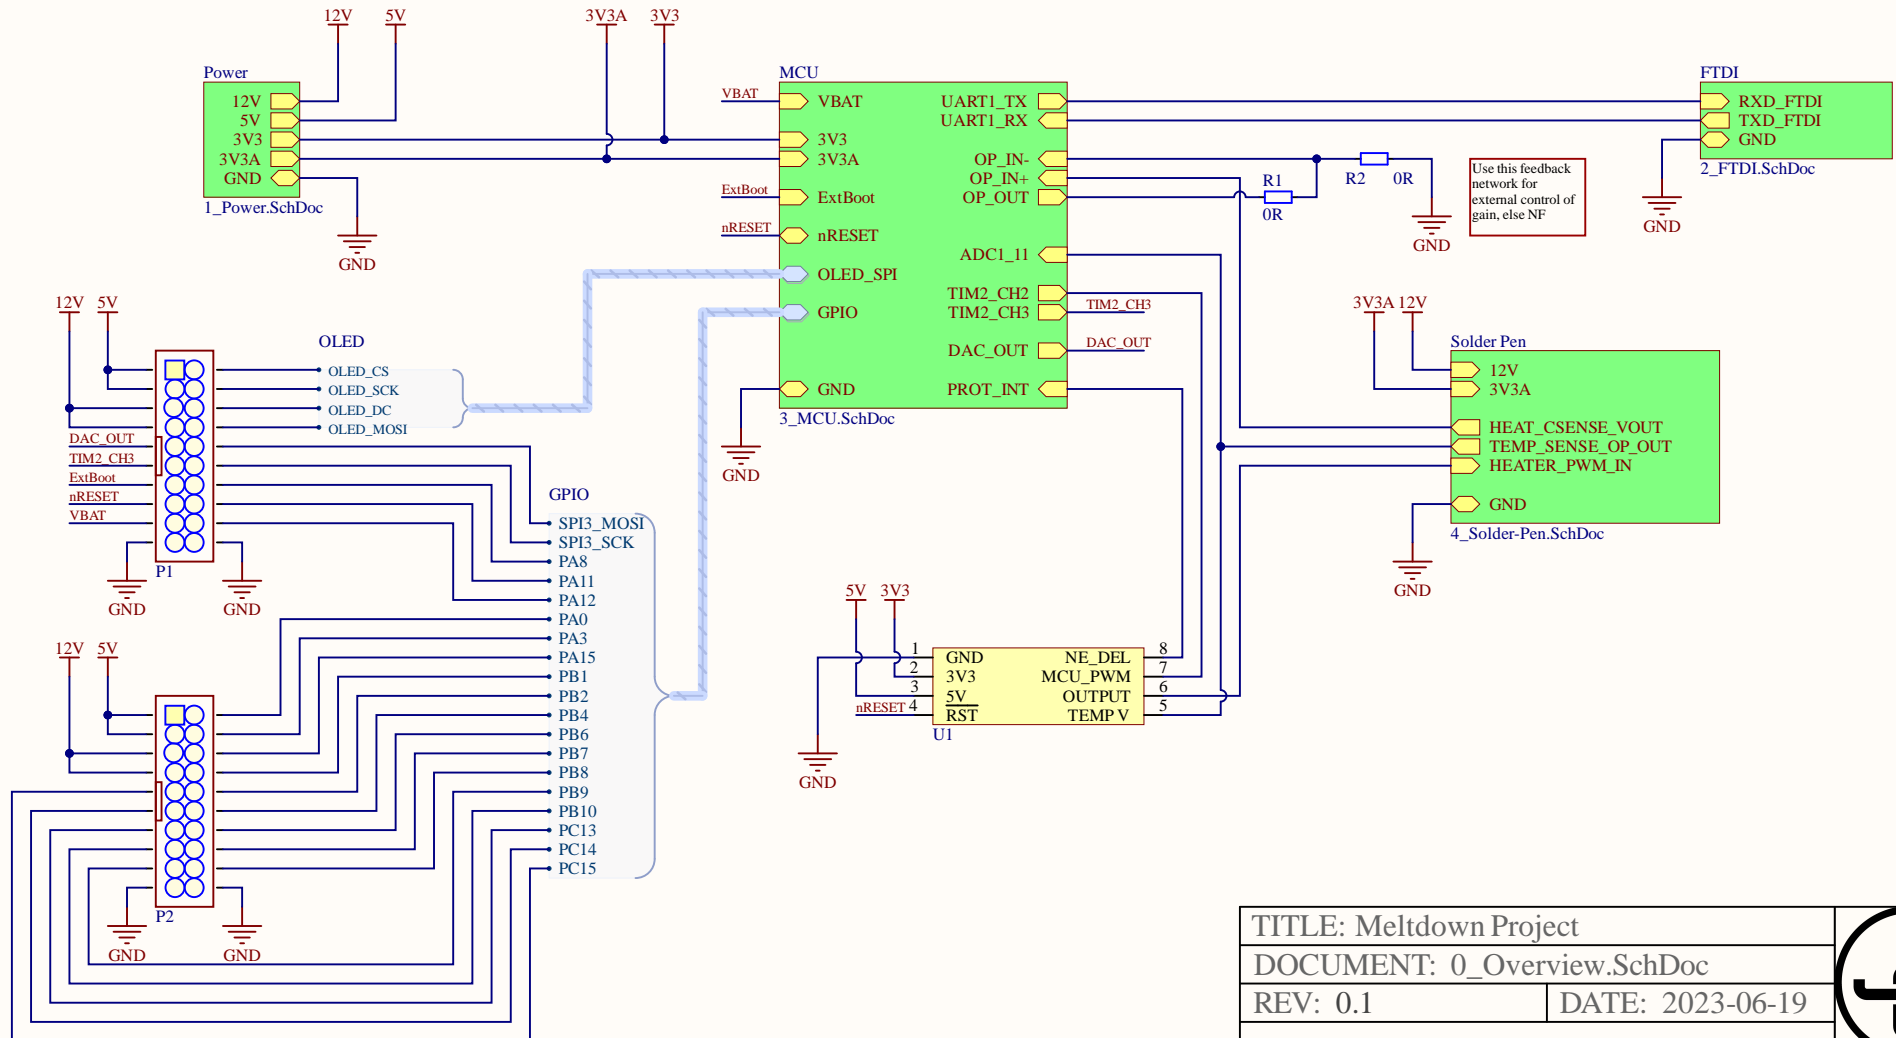 12V
5V
3V3A
3V3
Power
12V
5V
3V3
3V3A
GND
1_Power.SchDoc
GND
MCU
VBAT
VBAT
3V3
3V3A
ExtBoot
ExtBoot
nRESET
nRESET
OLED_SPI
GPIO
GND
UART1_TX
UART1_RX
OP_IN-
OP_IN+
OP_OUT
ADC1_11
TIM2_CH2
TIM2_CH3
TIM2_CH3
DAC_OUT
DAC_OUT
PROT_INT
3_MCU.SchDoc
GND
R1
0R
R2
0R
GND
Use this feedback
network for
external control of
gain, else NF
FTDI
RXD_FTDI
TXD_FTDI
GND
2_FTDI.SchDoc
GND
3V3A
12V
Solder Pen
12V
3V3A
HEAT_CSENSE_VOUT
TEMP_SENSE_OP_OUT
HEATER_PWM_IN
GND
4_Solder-Pen.SchDoc
GND
12V
5V
OLED
OLED_CS
OLED_SCK
OLED_DC
OLED_MOSI
DAC_OUT
TIM2_CH3
ExtBoot
nRESET
VBAT
P1
GND
GND
GPIO
SPI3_MOSI
SPI3_SCK
PA8
PA11
PA12
PA0
PA3
PA15
PB1
PB2
PB4
PB6
PB7
PB8
PB9
PB10
PC13
PC14
PC15
12V
5V
P2
GND
GND
5V
3V3
1
GND
2
3V3
3
5V
nRESET
4
RST
NE_DEL
8
MCU_PWM
7
OUTPUT
6
TEMP V
5
U1
GND
TITLE: Meltdown Project
DOCUMENT: 0_Overview.SchDoc
REV: 0.1
DATE: 2023-06-19